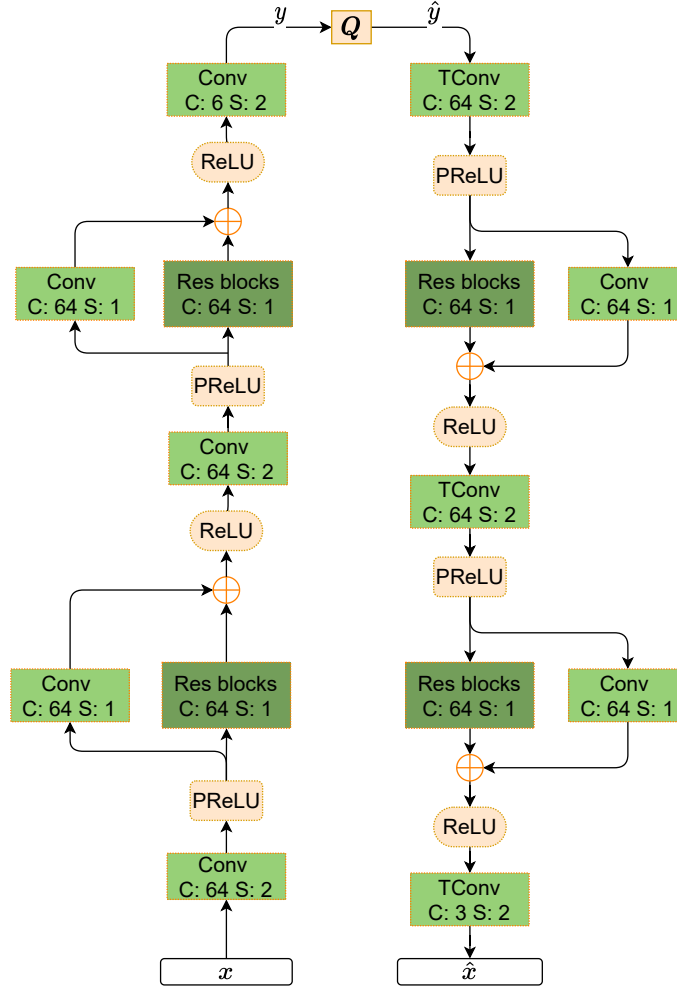 y
Q
ŷ
Conv
C: 6 S: 2
TConv
C: 64 S: 2
ReLU
PReLU
Conv
C: 64 S: 1
Res blocks
C: 64 S: 1
Res blocks
C: 64 S: 1
Conv
C: 64 S: 1
PReLU
ReLU
Conv
C: 64 S: 2
TConv
C: 64 S: 2
ReLU
PReLU
Conv
C: 64 S: 1
Res blocks
C: 64 S: 1
Res blocks
C: 64 S: 1
Conv
C: 64 S: 1
PReLU
ReLU
Conv
C: 64 S: 2
TConv
C: 3 S: 2
x
x̂